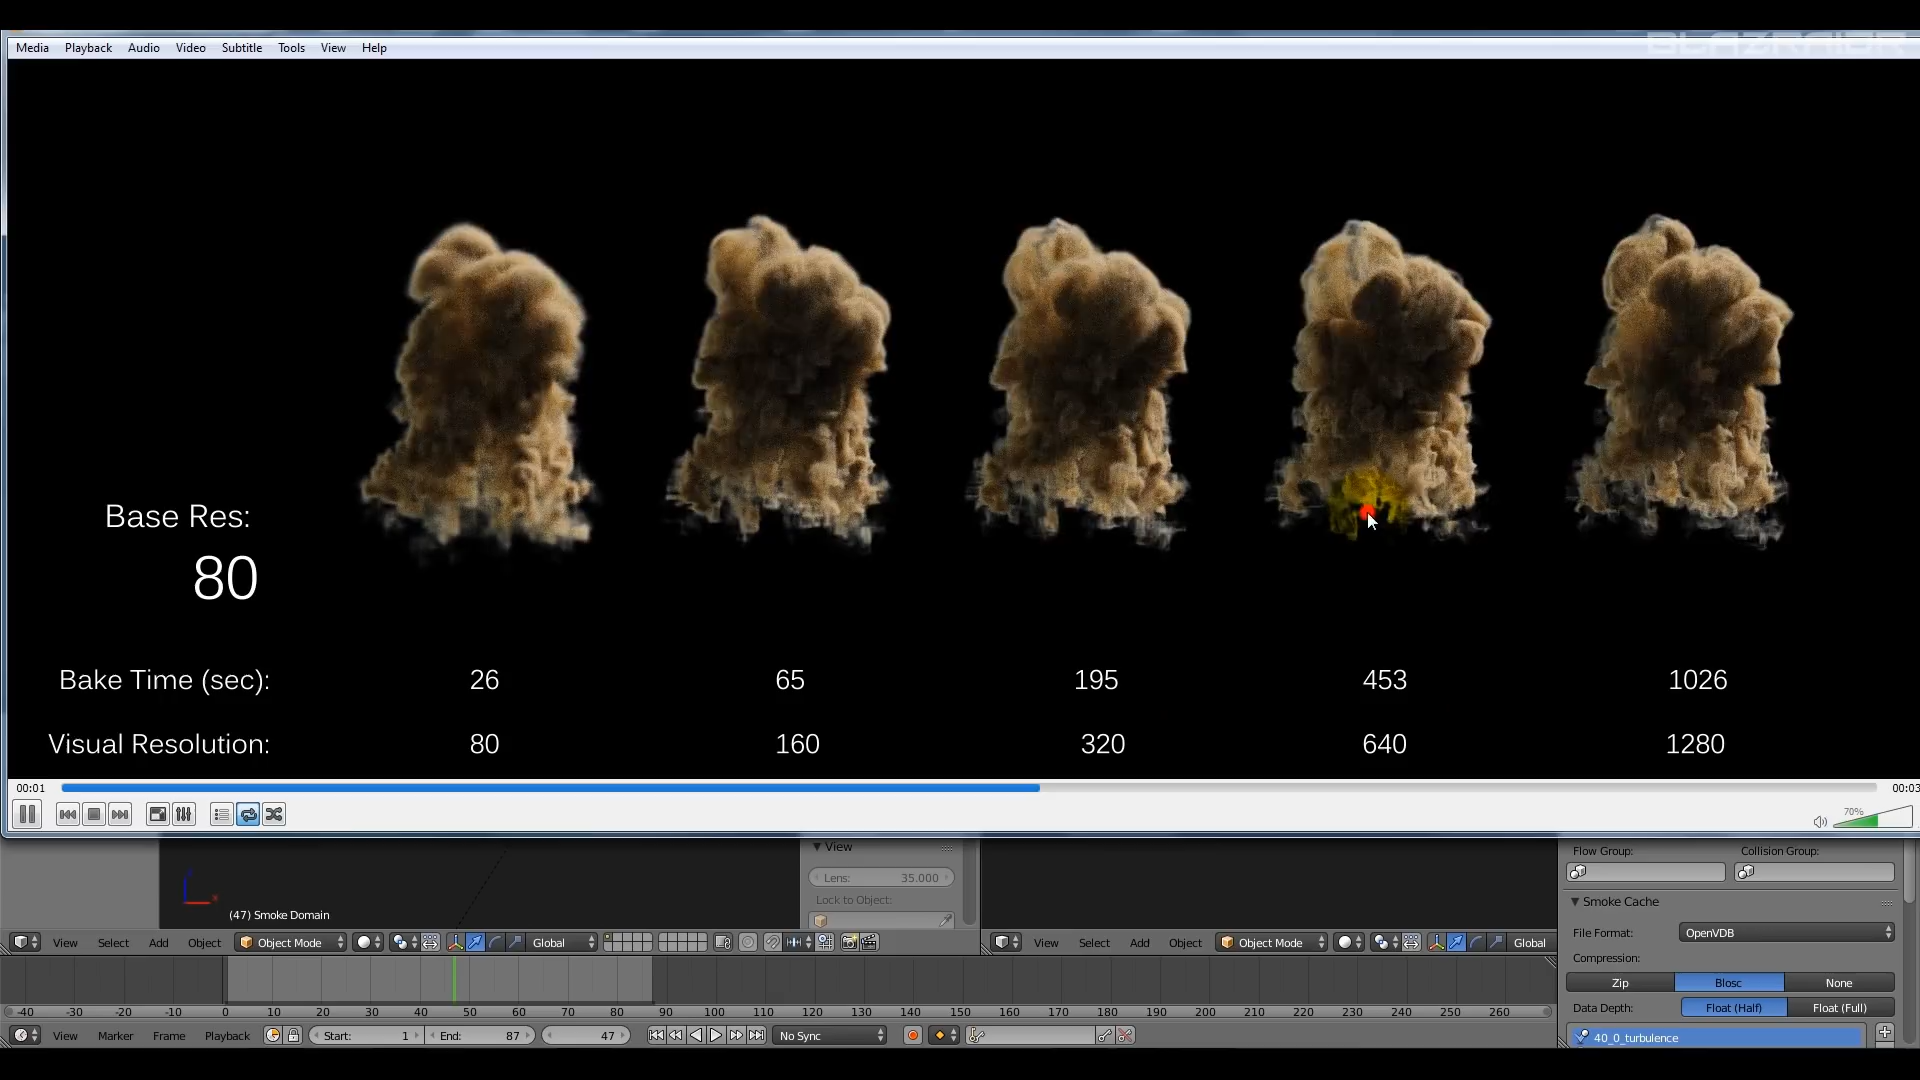 BLAZRAIDR
Media Playback Audio Video Subtitle Tools View Help
Base Res:
80
Bake Time (sec): 26 65 195 453 1026
Visual Resolution: 80 160 320 640 1280
00:01 00:03
70%
View
Lens: 35.000
Lock to Object:
Flow Group: Collision Group:
Smoke Cache
File Format: OpenVDB
Compression:
Zip Blosc None
Data Depth: Float (Half) Float (Full)
40_0_turbulence
(47) Smoke Domain
View Select Add Object Object Mode Global
View Select Add Object Object Mode Global
-40 -30 -20 -10 0 10 20 30 40 50 60 70 80 90 100 110 120 130 140 150 160 170 180 190 200 210 220 230 240 250 260
View Marker Frame Playback Start: 1 End: 87 47 No Sync